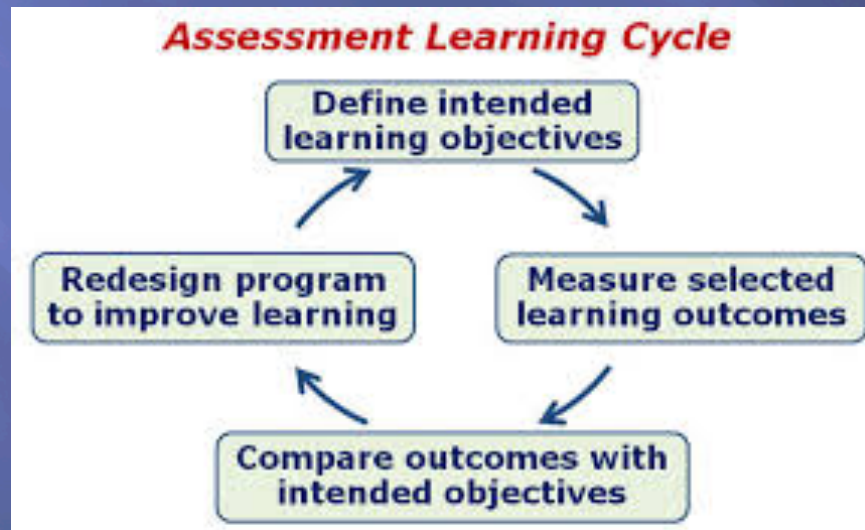 Assessment Learning Cycle
Define intended
learning objectives
Measure selected
learning outcomes
Compare outcomes with
intended objectives
Redesign program
to improve learning